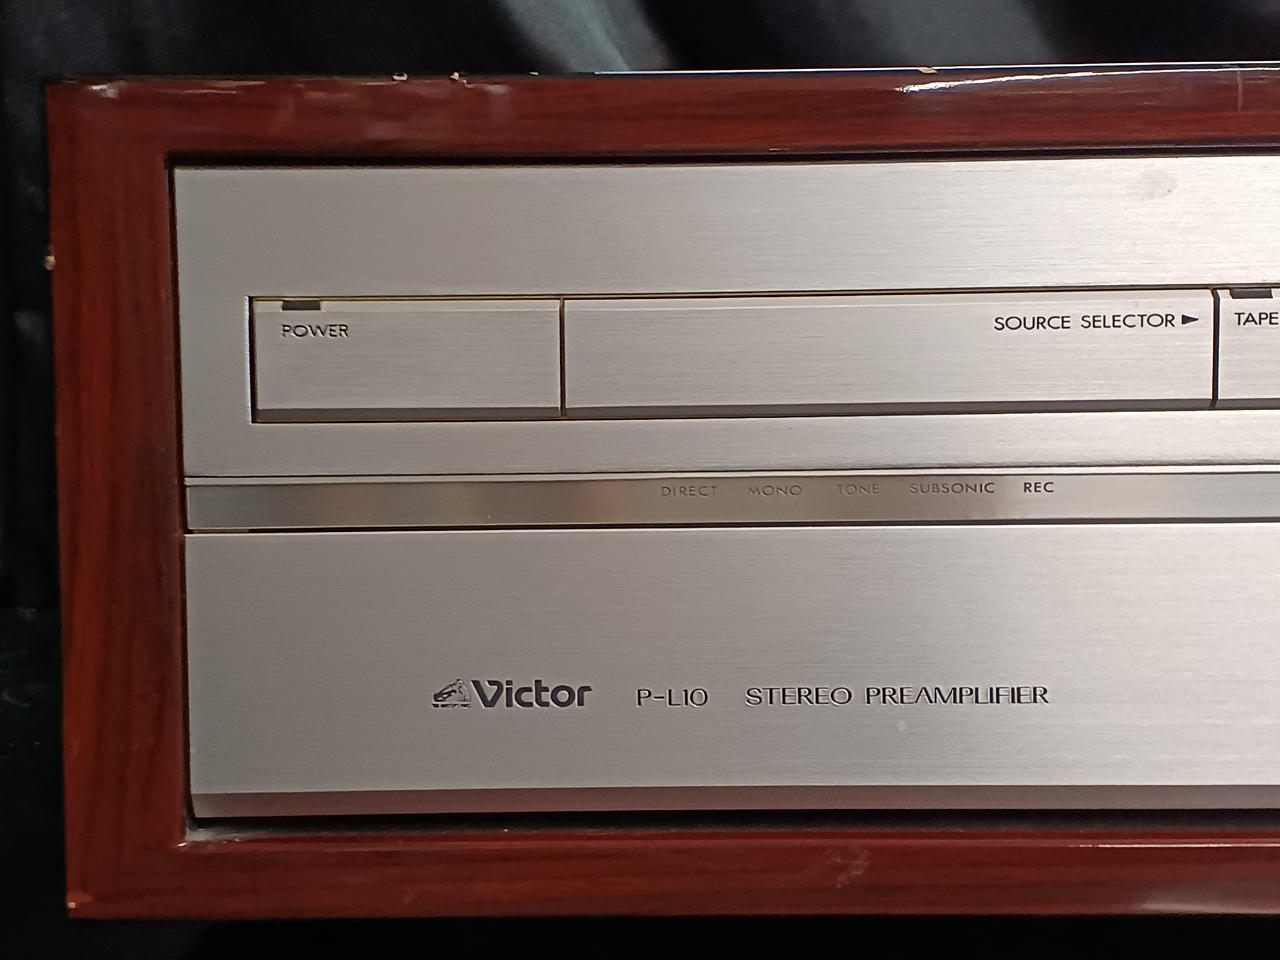 POWER
SOURCE SELECTOR ► TAPE
DIRECT MONO TONE SUBSONIC REC
Victor P-L10 STEREO PREAMPLIFIER